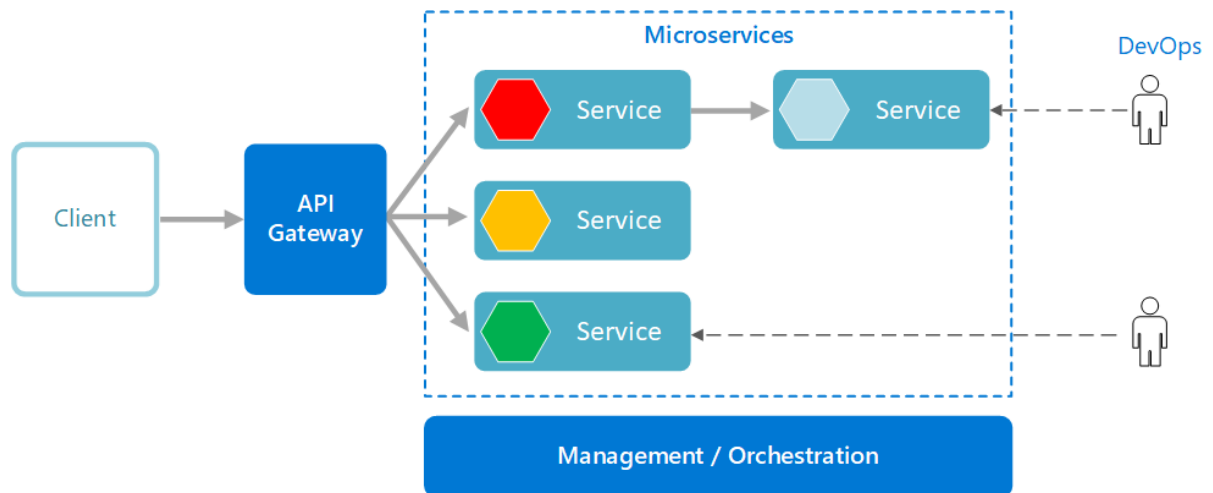 Microservices
DevOps
Service
Service
Client
API
Gateway
Service
Service
Management / Orchestration